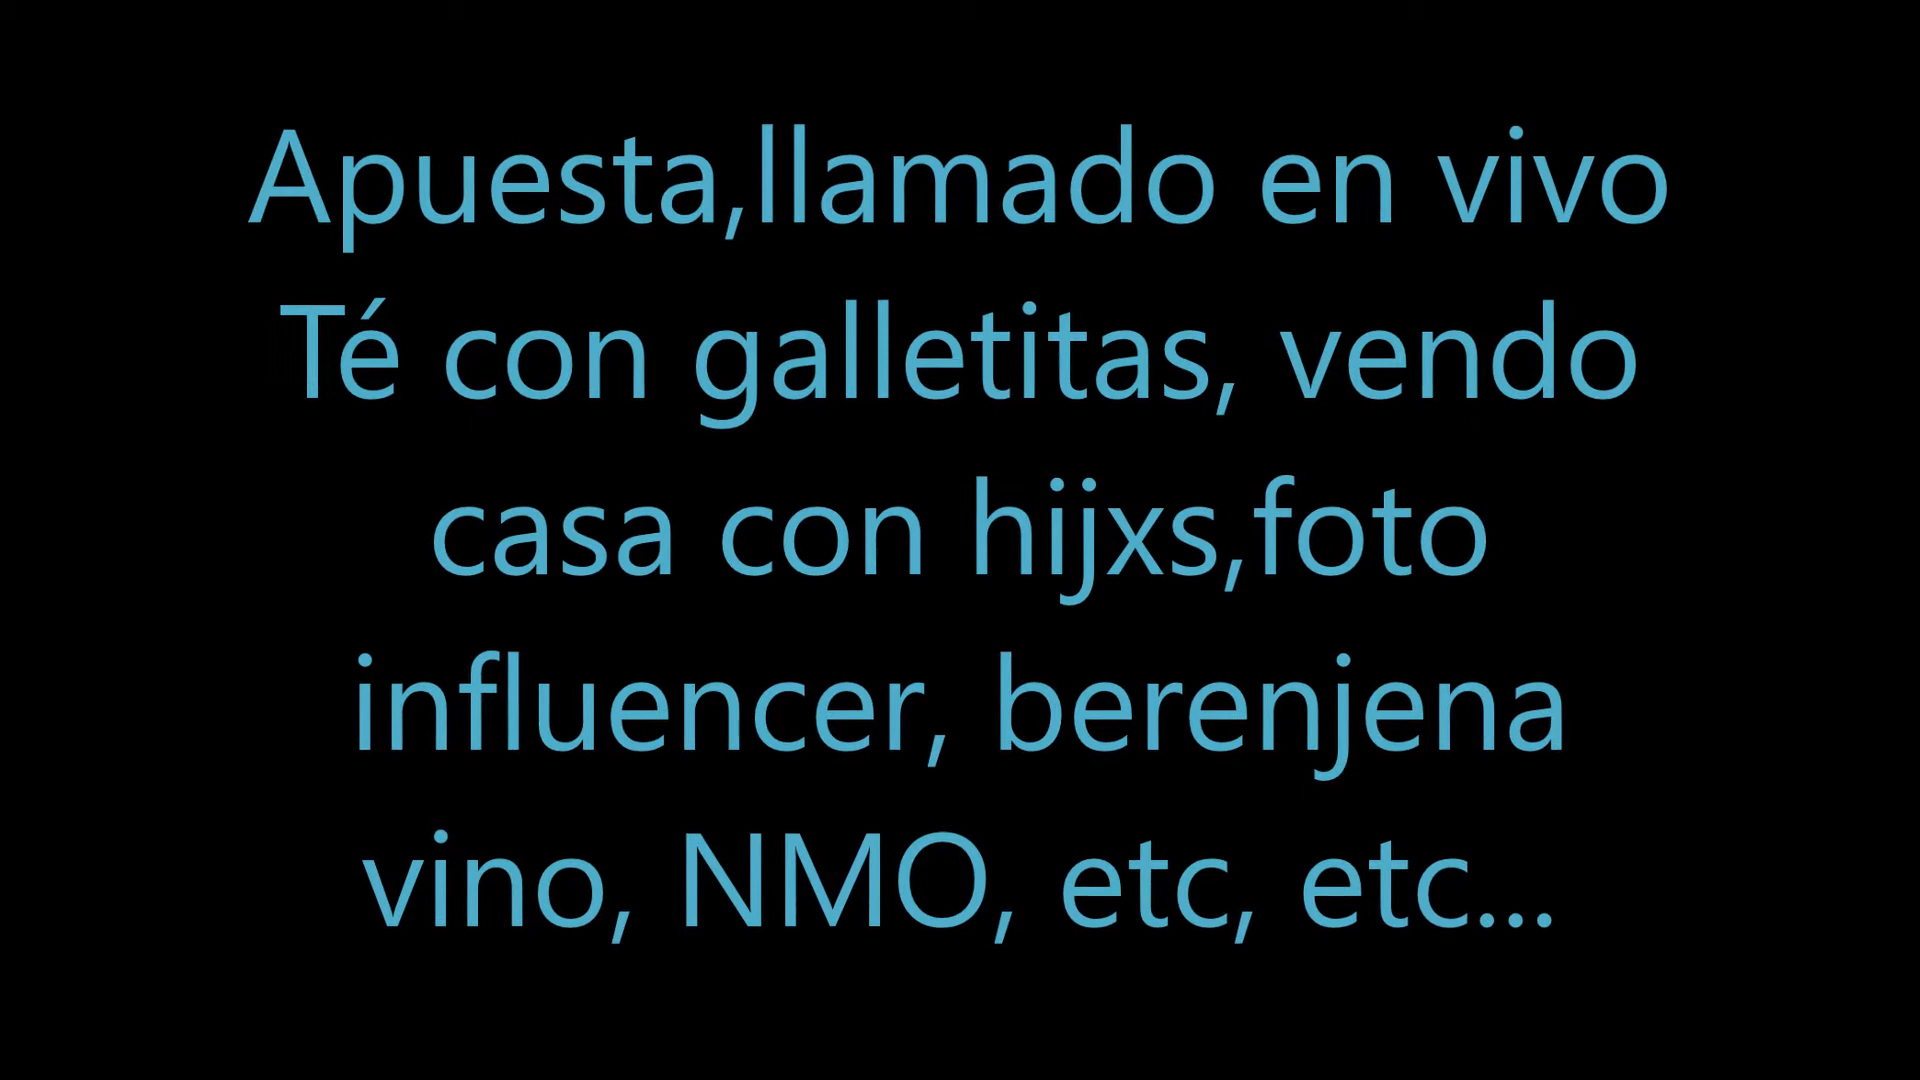 Apuesta,llamado en vivo
Té con galletitas, vendo
casa con hijxs,foto
influencer, berenjena
vino, NMO, etc, etc...